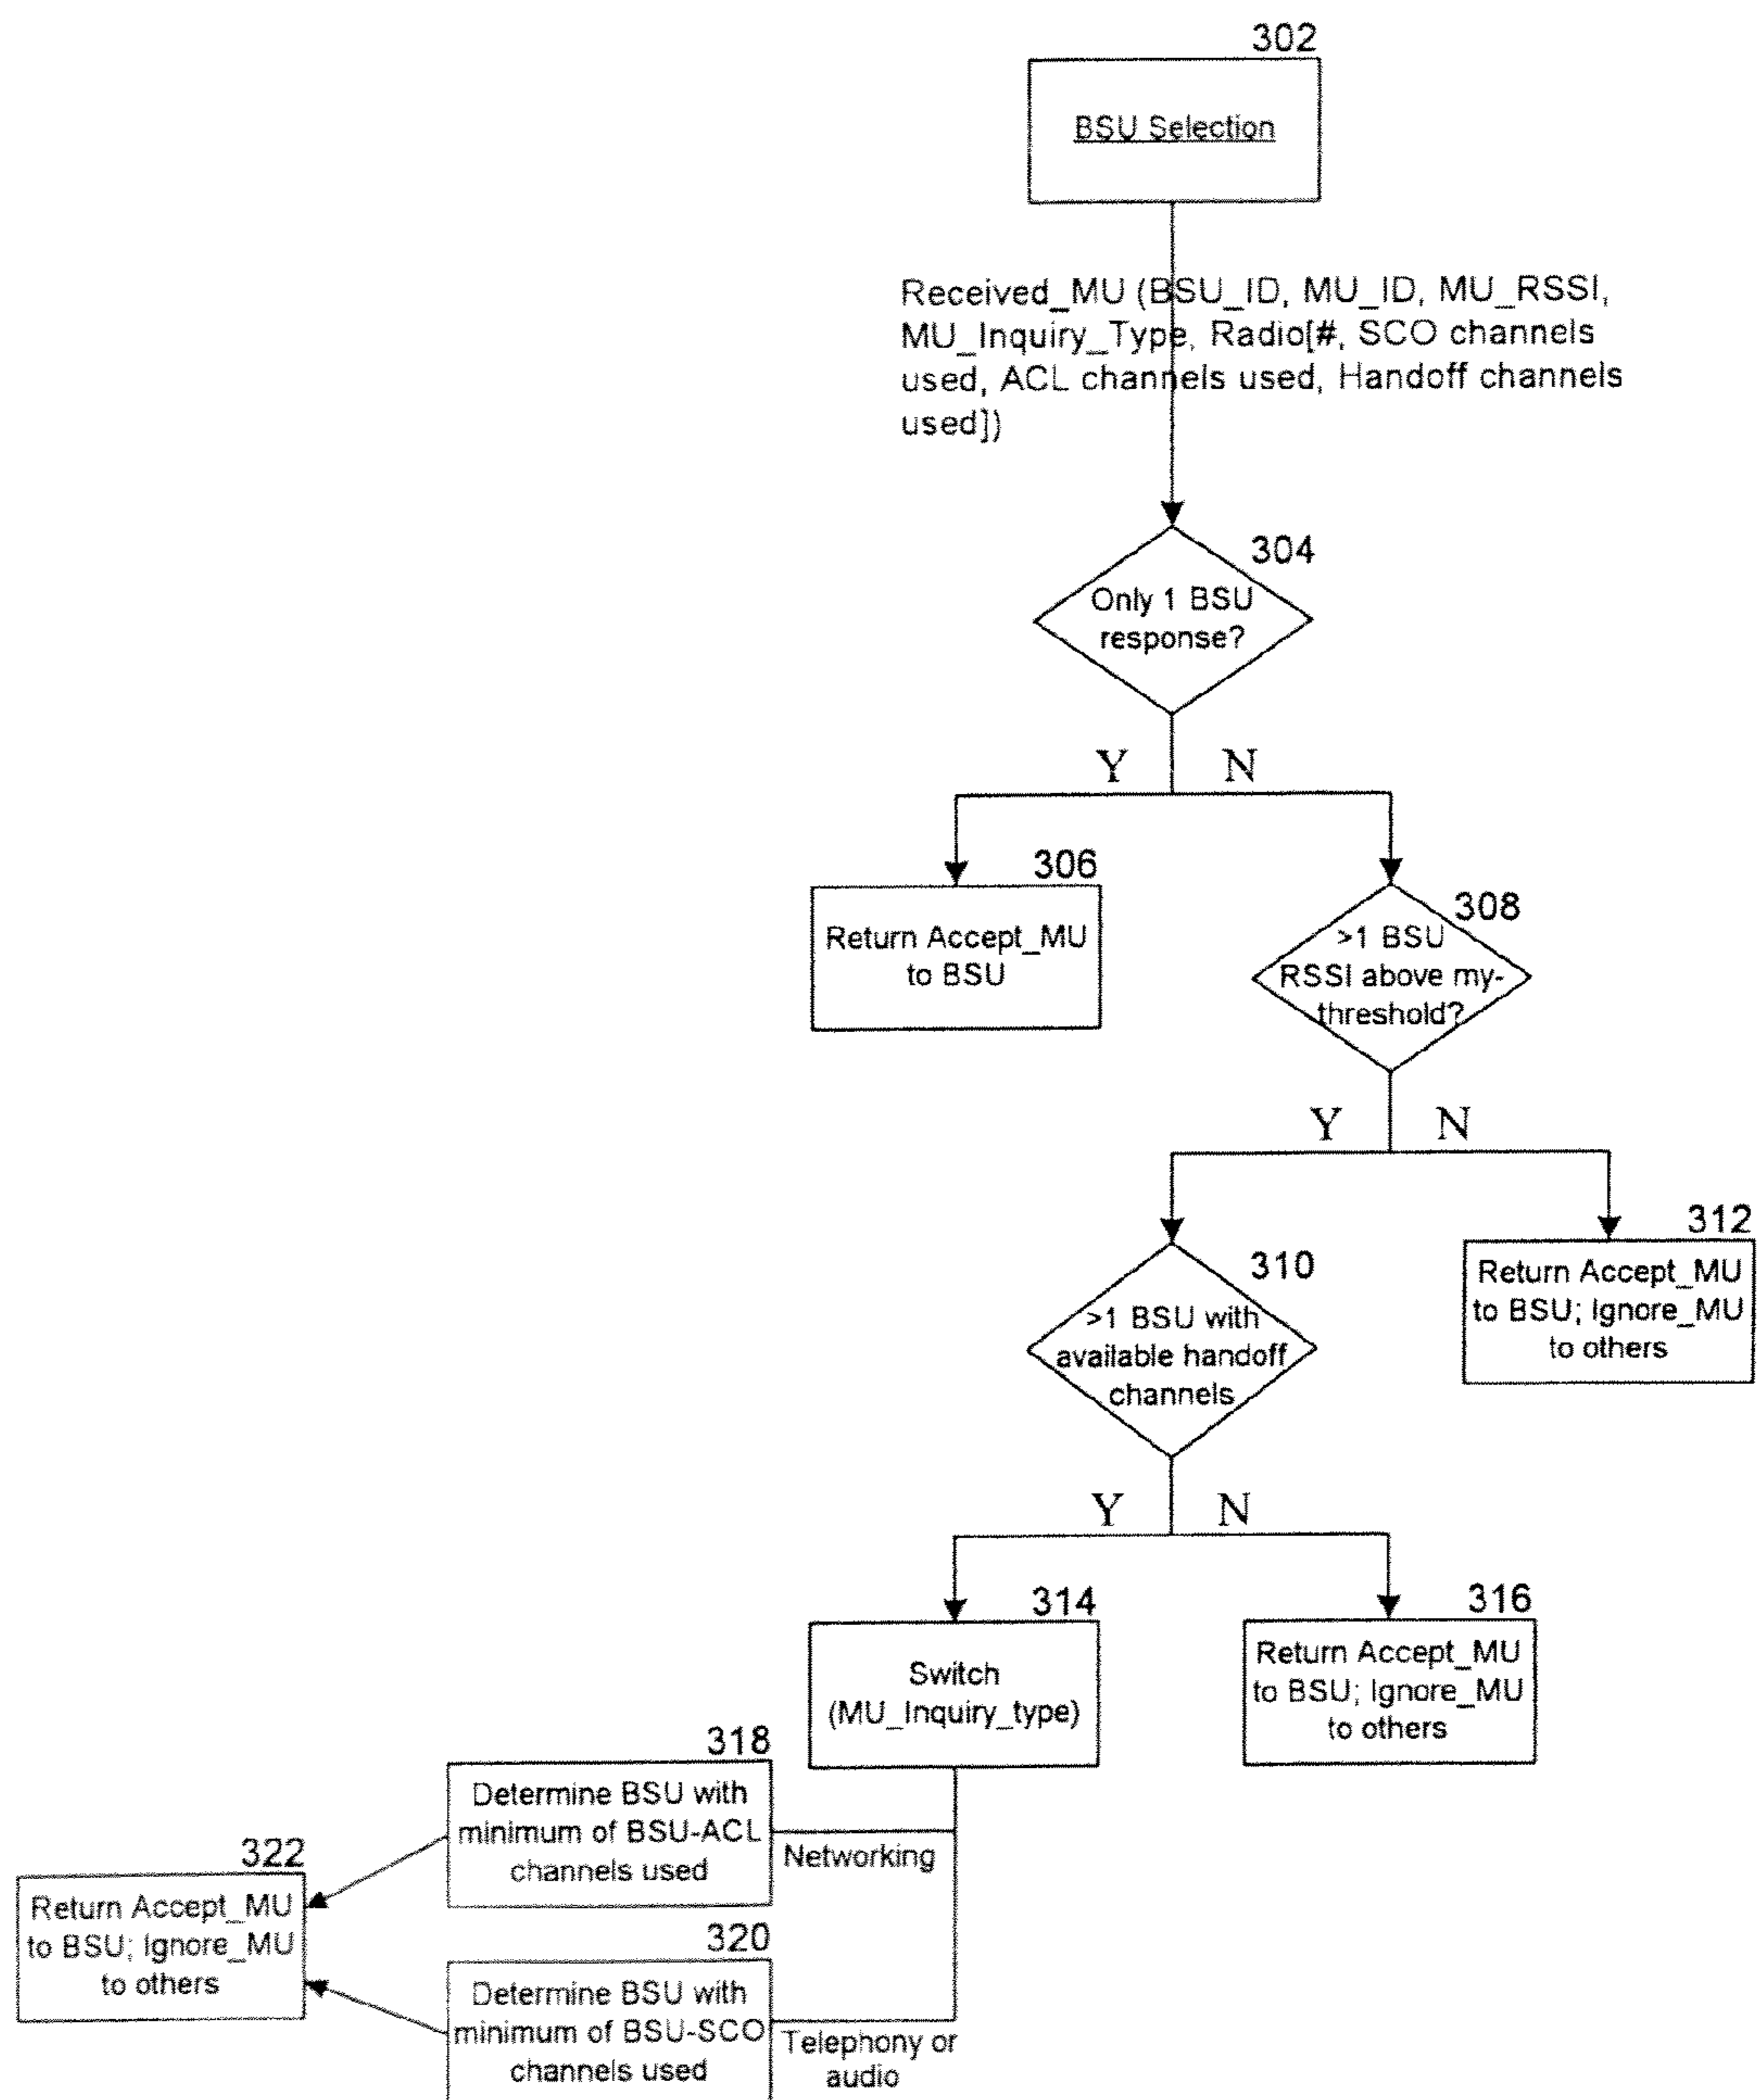 302
BSU Selection
Received_MU (BSU_ID, MU_ID, MU_RSSI,
MU_Inquiry_Type, Radio[#, SCO channels
used, ACL channels used, Handoff channels
used])
304
Only 1 BSU
response?
Y
N
306
Return Accept_MU
to BSU
308
>1 BSU
RSSI above my-
threshold?
Y
N
310
>1 BSU with
available handoff
channels
312
Return Accept_MU
to BSU; Ignore_MU
to others
Y
N
314
Switch
(MU_Inquiry_type)
316
Return Accept_MU
to BSU; Ignore_MU
to others
318
Determine BSU with
minimum of BSU-ACL
channels used
Networking
322
Return Accept_MU
to BSU; Ignore_MU
to others
320
Determine BSU with
minimum of BSU-SCO
channels used
Telephony or
audio